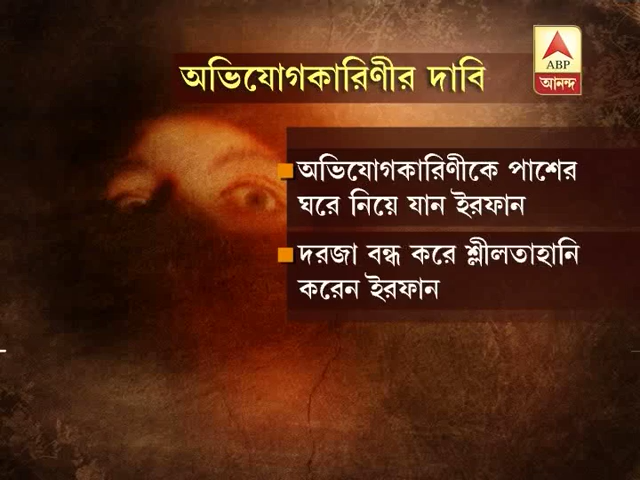 অভিযোগকারিণীর দাবি
ABP
আনন্দ
অভিযোগকারিণীকে পাশের
ঘরে নিয়ে যান ইরফান
দরজা বন্ধ করে শ্লীলতাহানি
করেন ইরফান